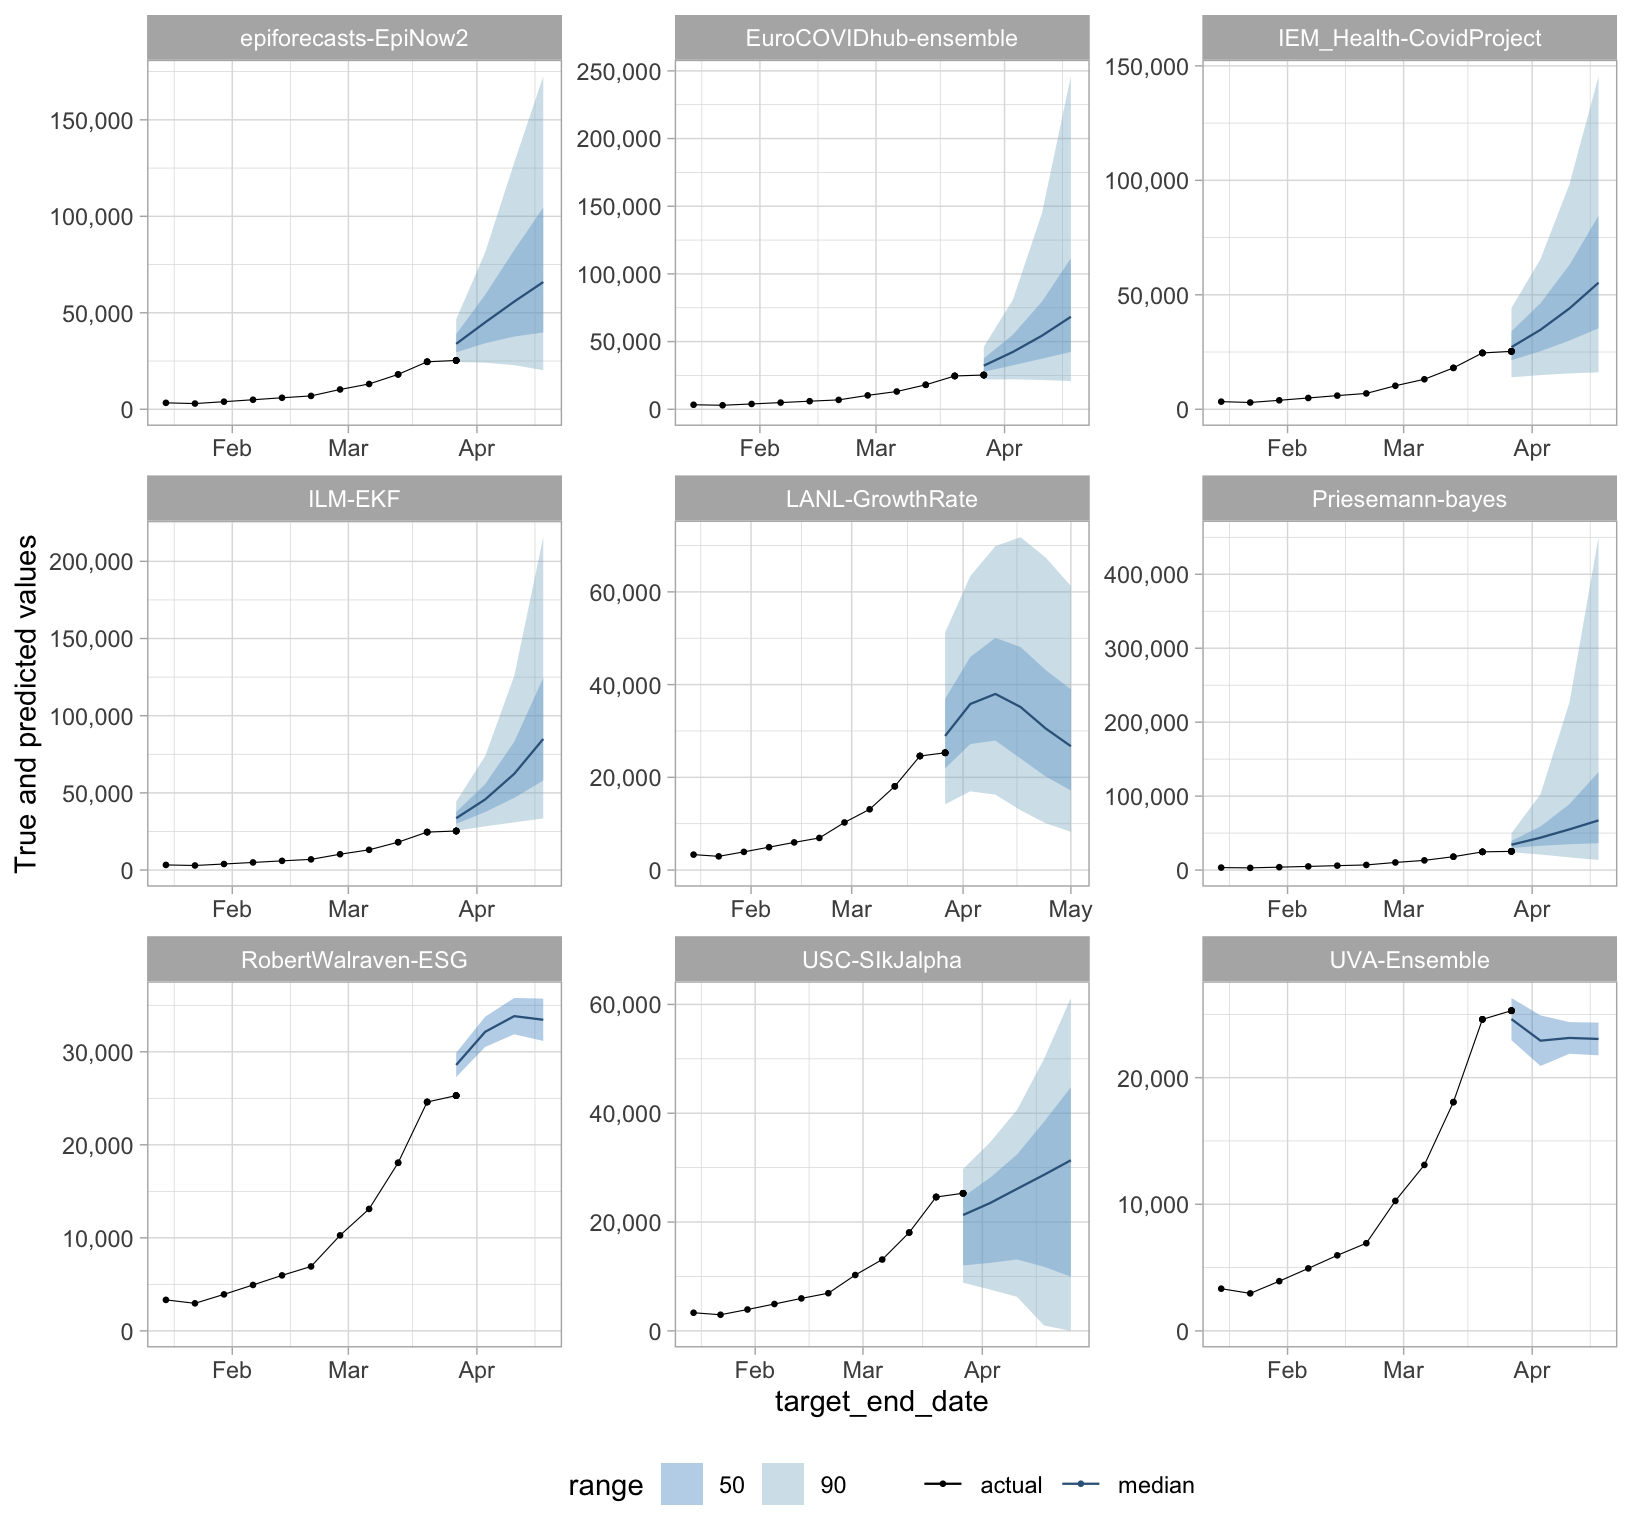 epiforecasts-EpiNow2
EuroCOVIDhub-ensemble
IEM_Health-CovidProject
150,000
100,000
50,000
0
Feb Mar Apr
250,000
200,000
150,000
100,000
50,000
0
Feb Mar Apr
150,000
100,000
50,000
0
Feb Mar Apr
True and predicted values
ILM-EKF
LANL-GrowthRate
Priesemann-bayes
200,000
150,000
100,000
50,000
0
Feb Mar Apr
60,000
40,000
20,000
0
Feb Mar Apr May
400,000
300,000
200,000
100,000
0
Feb Mar Apr
RobertWalraven-ESG
USC-SIkJalpha
UVA-Ensemble
30,000
20,000
10,000
0
Feb Mar Apr
60,000
40,000
20,000
0
Feb Mar Apr
20,000
10,000
0
Feb Mar Apr
target_end_date
range 50 90 actual median